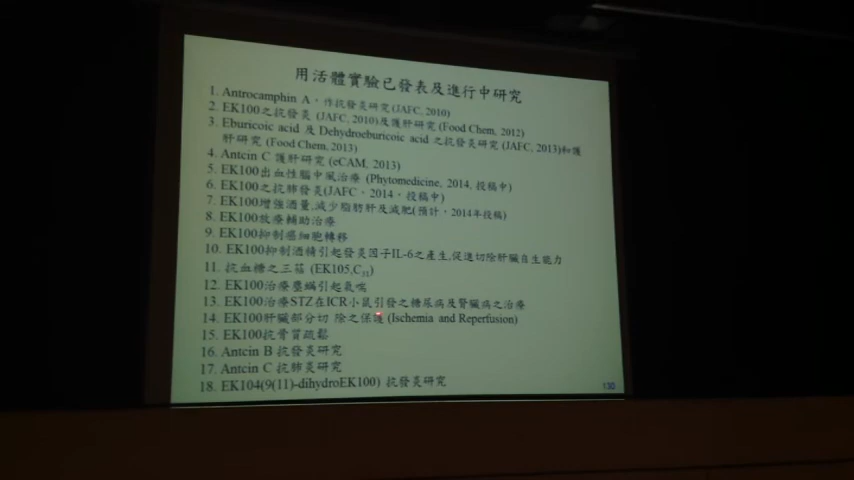 用活體實驗已發表及進行中研究
1. Antrocamphin A,作抗發炎研究(JAFC, 2010)
2. EK100之抗發炎 (JAFC, 2010)及護肝研究 (Food Chem, 2012)
3. Eburicoic acid 及 Dehydroeburicoic acid 之抗發炎研究 (JAFC, 2013)和護
肝研究 (Food Chem, 2013)
4. Antcin C 護肝研究 (eCAM, 2013)
5. EK100出血性腦中風治療 (Phytomedicine, 2014, 投稿中)
6. EK100之抗肺發炎(JAFC、2014,投稿中)
7. EK100增強酒量,減少脂肪肝及減肥(預計,2014年投稿)
8. EK100放療輔助治療
9. EK100抑制癌細胞轉移
10. EK100抑制酒精引起發炎因子IL-6之產生,促進切除肝臟自生能力
11. 抗血糖之三萜 (EK105,C31)
12. EK100治療塵蟎引起氣喘
13. EK100治療STZ在ICR小鼠引發之糖尿病及腎臟病之治療
14. EK100肝臟部分切 除之保護 (Ischemia and Reperfusion)
15. EK100抗骨質疏鬆
16. Antcin B 抗發炎研究
17. Antcin C 抗肺炎研究
18. EK104(9(11)-dihydroEK100) 抗發炎研究
130